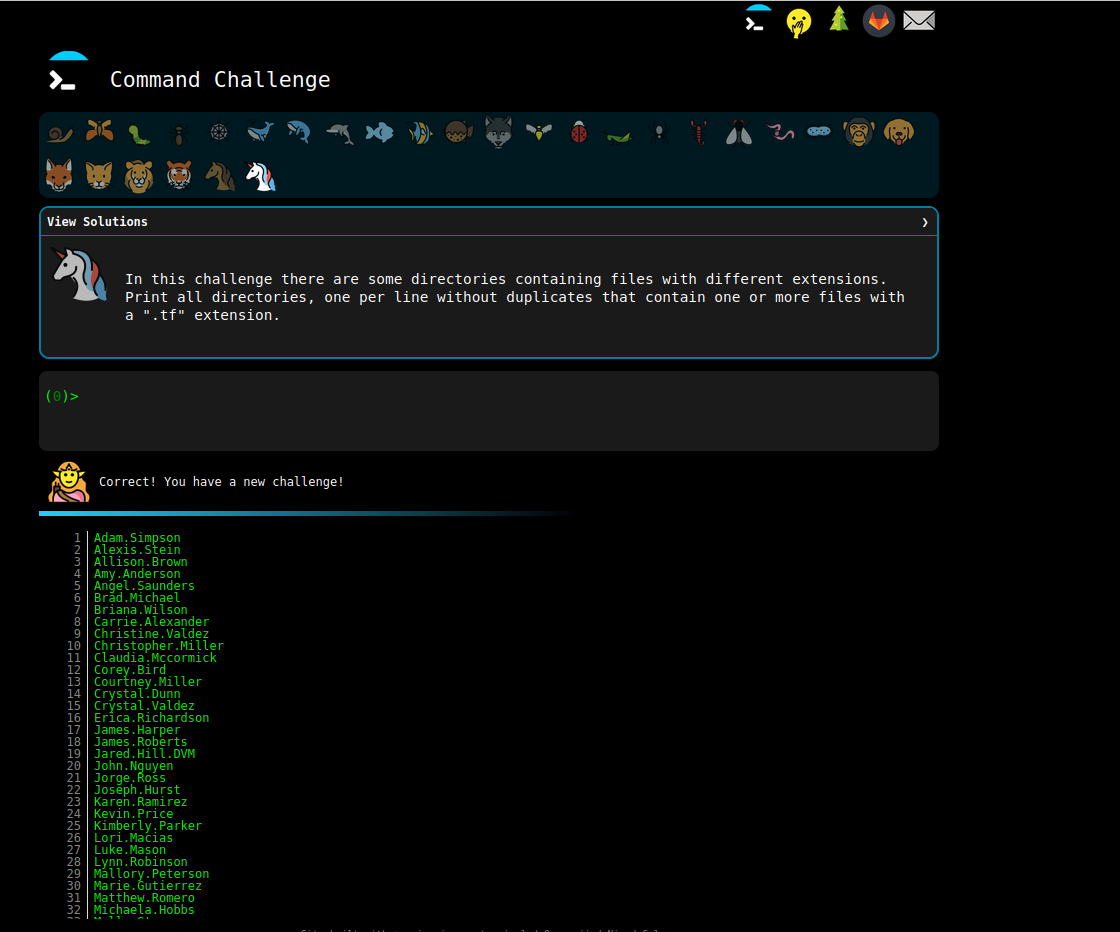 Command Challenge
View Solutions ❯
In this challenge there are some directories containing files with different extensions.
Print all directories, one per line without duplicates that contain one or more files with
a ".tf" extension.
(0)>
Correct! You have a new challenge!
1 Adam.Simpson
2 Alexis.Stein
3 Allison.Brown
4 Amy.Anderson
5 Angel.Saunders
6 Brad.Michael
7 Briana.Wilson
8 Carrie.Alexander
9 Christine.Valdez
10 Christopher.Miller
11 Claudia.Mccormick
12 Corey.Bird
13 Courtney.Miller
14 Crystal.Dunn
15 Crystal.Valdez
16 Erica.Richardson
17 James.Harper
18 James.Roberts
19 Jared.Hill.DVM
20 John.Nguyen
21 Jorge.Ross
22 Joseph.Hurst
23 Karen.Ramirez
24 Kevin.Price
25 Kimberly.Parker
26 Lori.Macias
27 Luke.Mason
28 Lynn.Robinson
29 Mallory.Peterson
30 Marie.Gutierrez
31 Matthew.Romero
32 Michaela.Hobbs